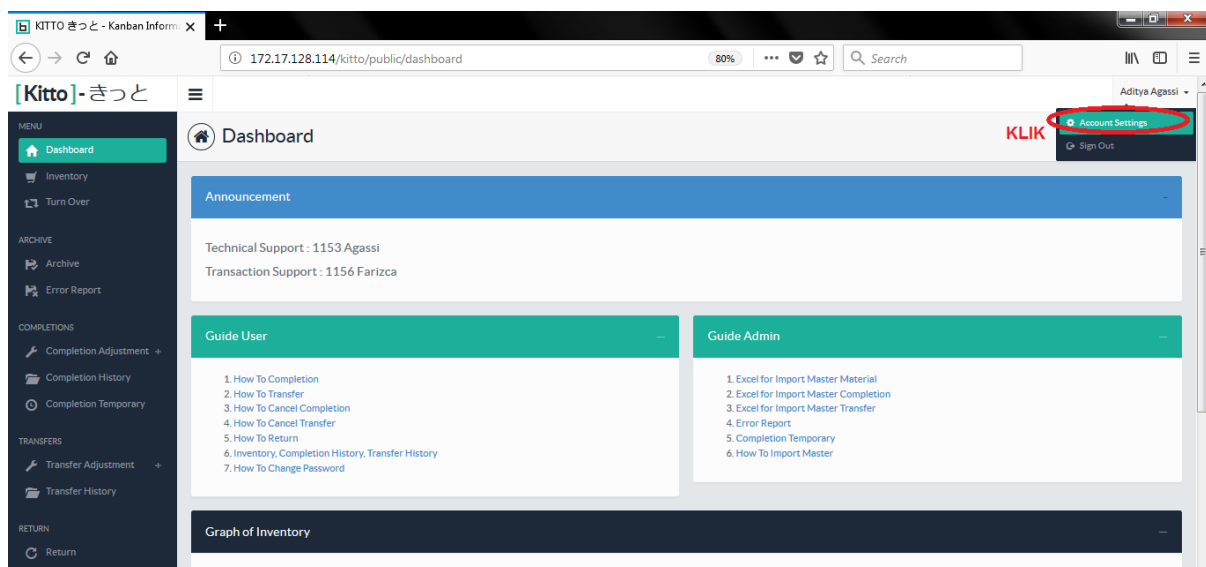 KITTO きっと - Kanban Inform
172.17.128.114/kitto/public/dashboard
80%
Search
[Kitto]-きっと
Aditya Agassi
MENU
Dashboard
Inventory
Turn Over
ARCHIVE
Archive
Error Report
COMPLETIONS
Completion Adjustment +
Completion History
Completion Temporary
TRANSFERS
Transfer Adjustment +
Transfer History
RETURN
Return
Dashboard
KLIK
Account Settings
Sign Out
Announcement
Technical Support : 1153 Agassi
Transaction Support : 1156 Farizca
Guide User
1. How To Completion
2. How To Transfer
3. How To Cancel Completion
4. How To Cancel Transfer
5. How To Return
6. Inventory, Completion History, Transfer History
7. How To Change Password
Guide Admin
1. Excel for Import Master Material
2. Excel for Import Master Completion
3. Excel for Import Master Transfer
4. Error Report
5. Completion Temporary
6. How To Import Master
Graph of Inventory